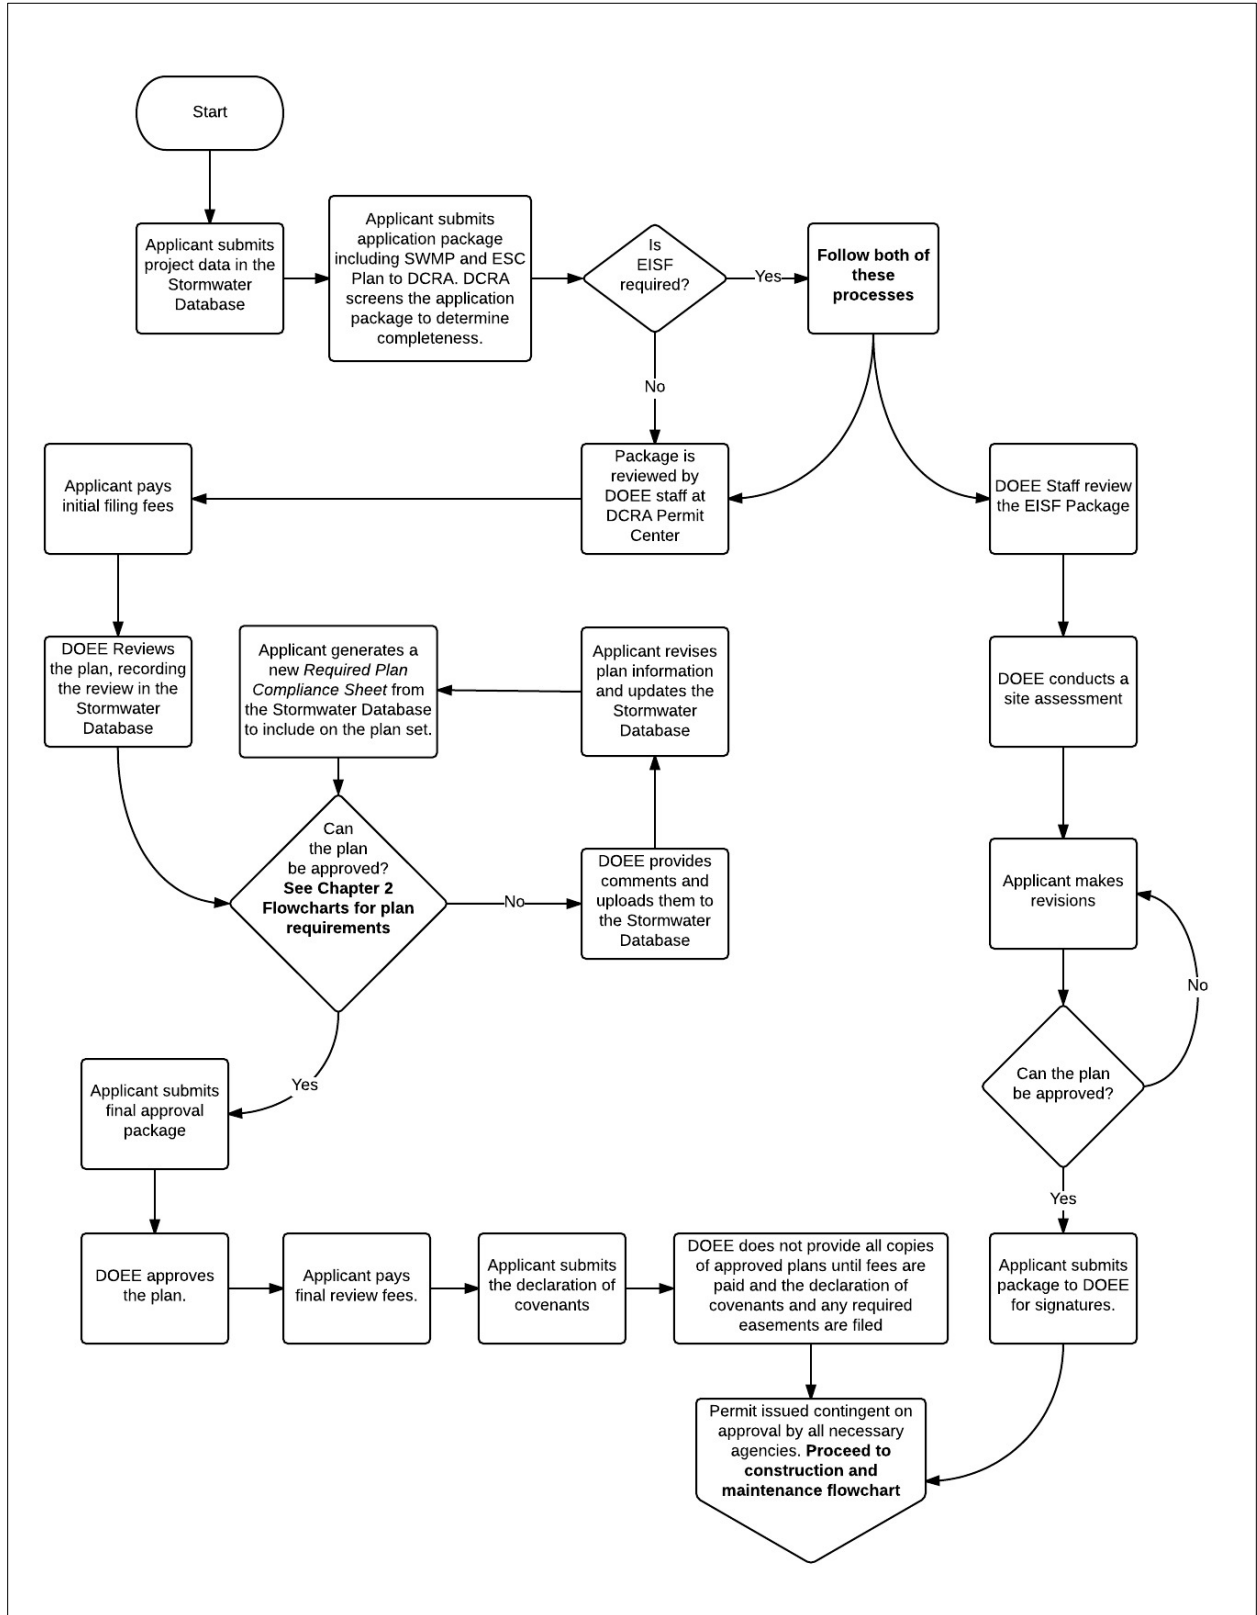 Start
Applicant submits
project data in the
Stormwater
Database
Applicant submits
application package
including SWMP and ESC
Plan to DCRA. DCRA
screens the application
package to determine
completeness.
Is
EISF
required?
Yes
Follow both of
these
processes
No
Applicant pays
initial filing fees
Package is
reviewed by
DOEE staff at
DCRA Permit
Center
DOEE Staff review
the EISF Package
DOEE Reviews
the plan, recording
the review in the
Stormwater
Database
Applicant generates a
new Required Plan
Compliance Sheet from
the Stormwater Database
to include on the plan set.
Applicant revises
plan information
and updates the
Stormwater
Database
DOEE conducts a
site assessment
Can
the plan
be approved?
See Chapter 2
Flowcharts for plan
requirements
No
DOEE provides
comments and
uploads them to
the Stormwater
Database
Applicant makes
revisions
No
Can the plan
be approved?
Yes
Applicant submits
final approval
package
Yes
DOEE approves
the plan.
Applicant pays
final review fees.
Applicant submits
the declaration of
covenants
DOEE does not provide all copies
of approved plans until fees are
paid and the declaration of
covenants and any required
easements are filed
Applicant submits
package to DOEE
for signatures.
Permit issued contingent on
approval by all necessary
agencies. Proceed to
construction and
maintenance flowchart